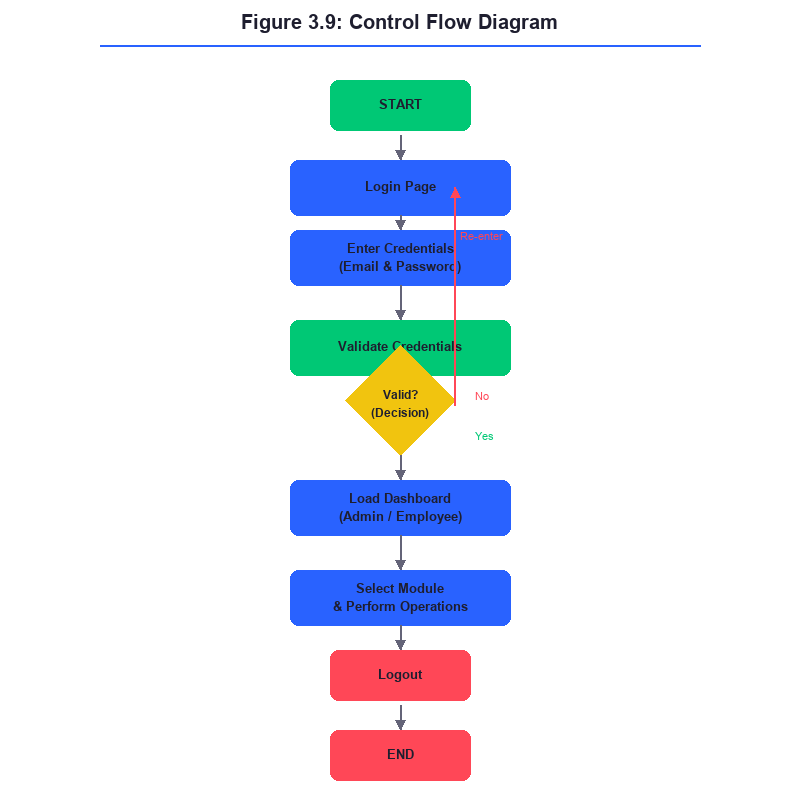 Figure 3.9: Control Flow Diagram
START
Login Page
Re-enter
Enter Credentials
(Email & Password)
Validate Credentials
Valid?
(Decision)
No
Yes
Load Dashboard
(Admin / Employee)
Select Module
& Perform Operations
Logout
END